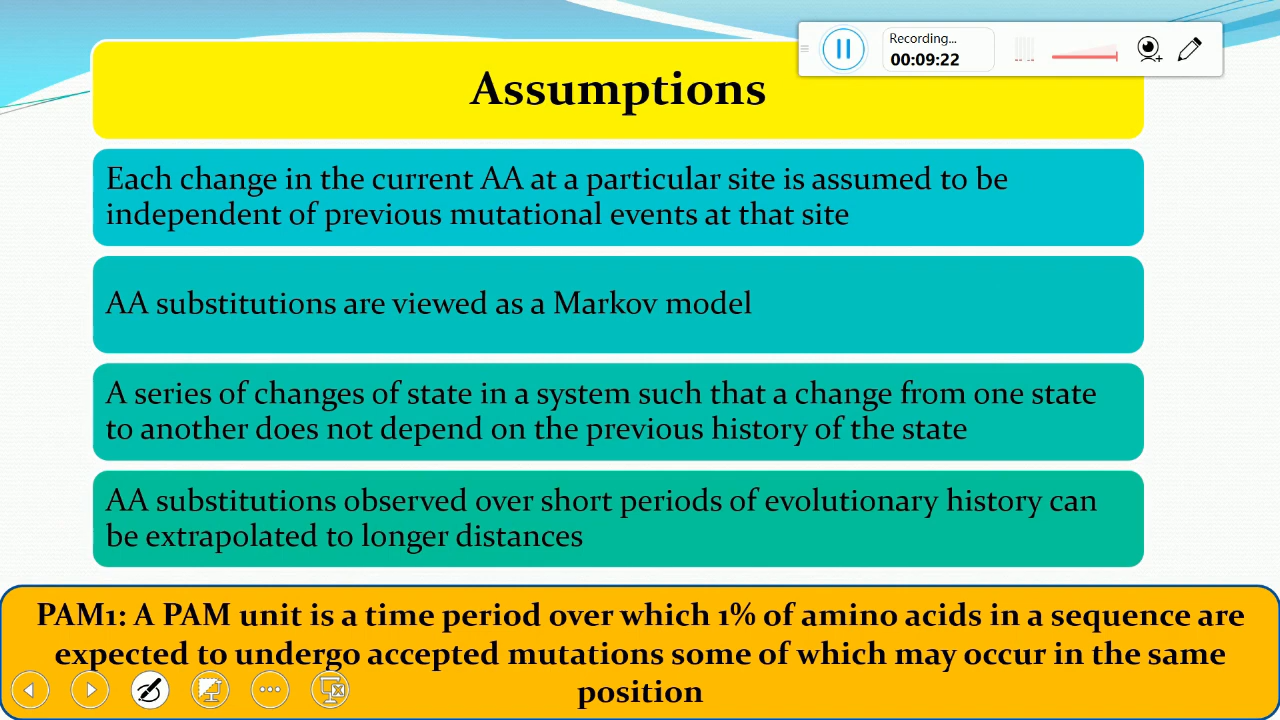 Recording...
00:09:22
Assumptions
Each change in the current AA at a particular site is assumed to be
independent of previous mutational events at that site
AA substitutions are viewed as a Markov model
A series of changes of state in a system such that a change from one state
to another does not depend on the previous history of the state
AA substitutions observed over short periods of evolutionary history can
be extrapolated to longer distances
PAM1: A PAM unit is a time period over which 1% of amino acids in a sequence are
expected to undergo accepted mutations some of which may occur in the same
position